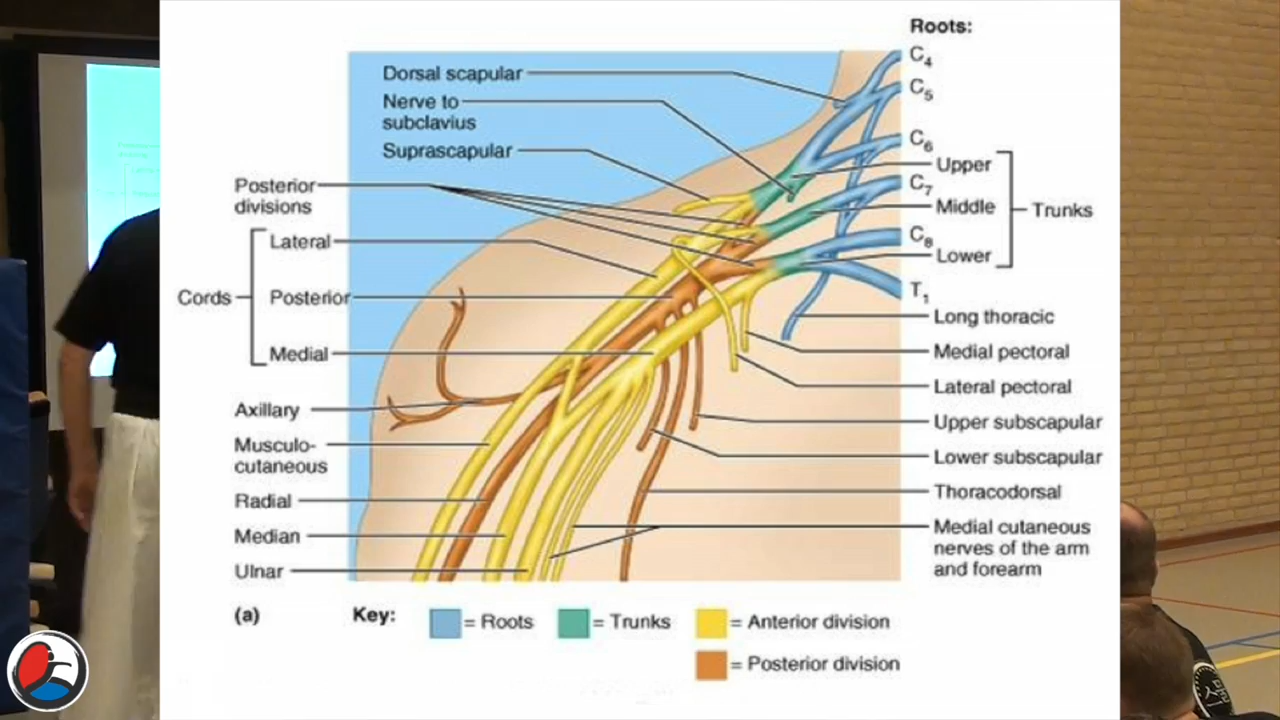 Roots:
C4
C5
C6
C7
C8
T1
Upper
Middle
Lower
Trunks
Dorsal scapular
Nerve to
subclavius
Suprascapular
Posterior
divisions
Lateral
Cords
Posterior
Medial
Axillary
Musculo-
cutaneous
Radial
Median
Ulnar
Long thoracic
Medial pectoral
Lateral pectoral
Upper subscapular
Lower subscapular
Thoracodorsal
Medial cutaneous
nerves of the arm
and forearm
(a)
Key:
= Roots
= Trunks
= Anterior division
= Posterior division